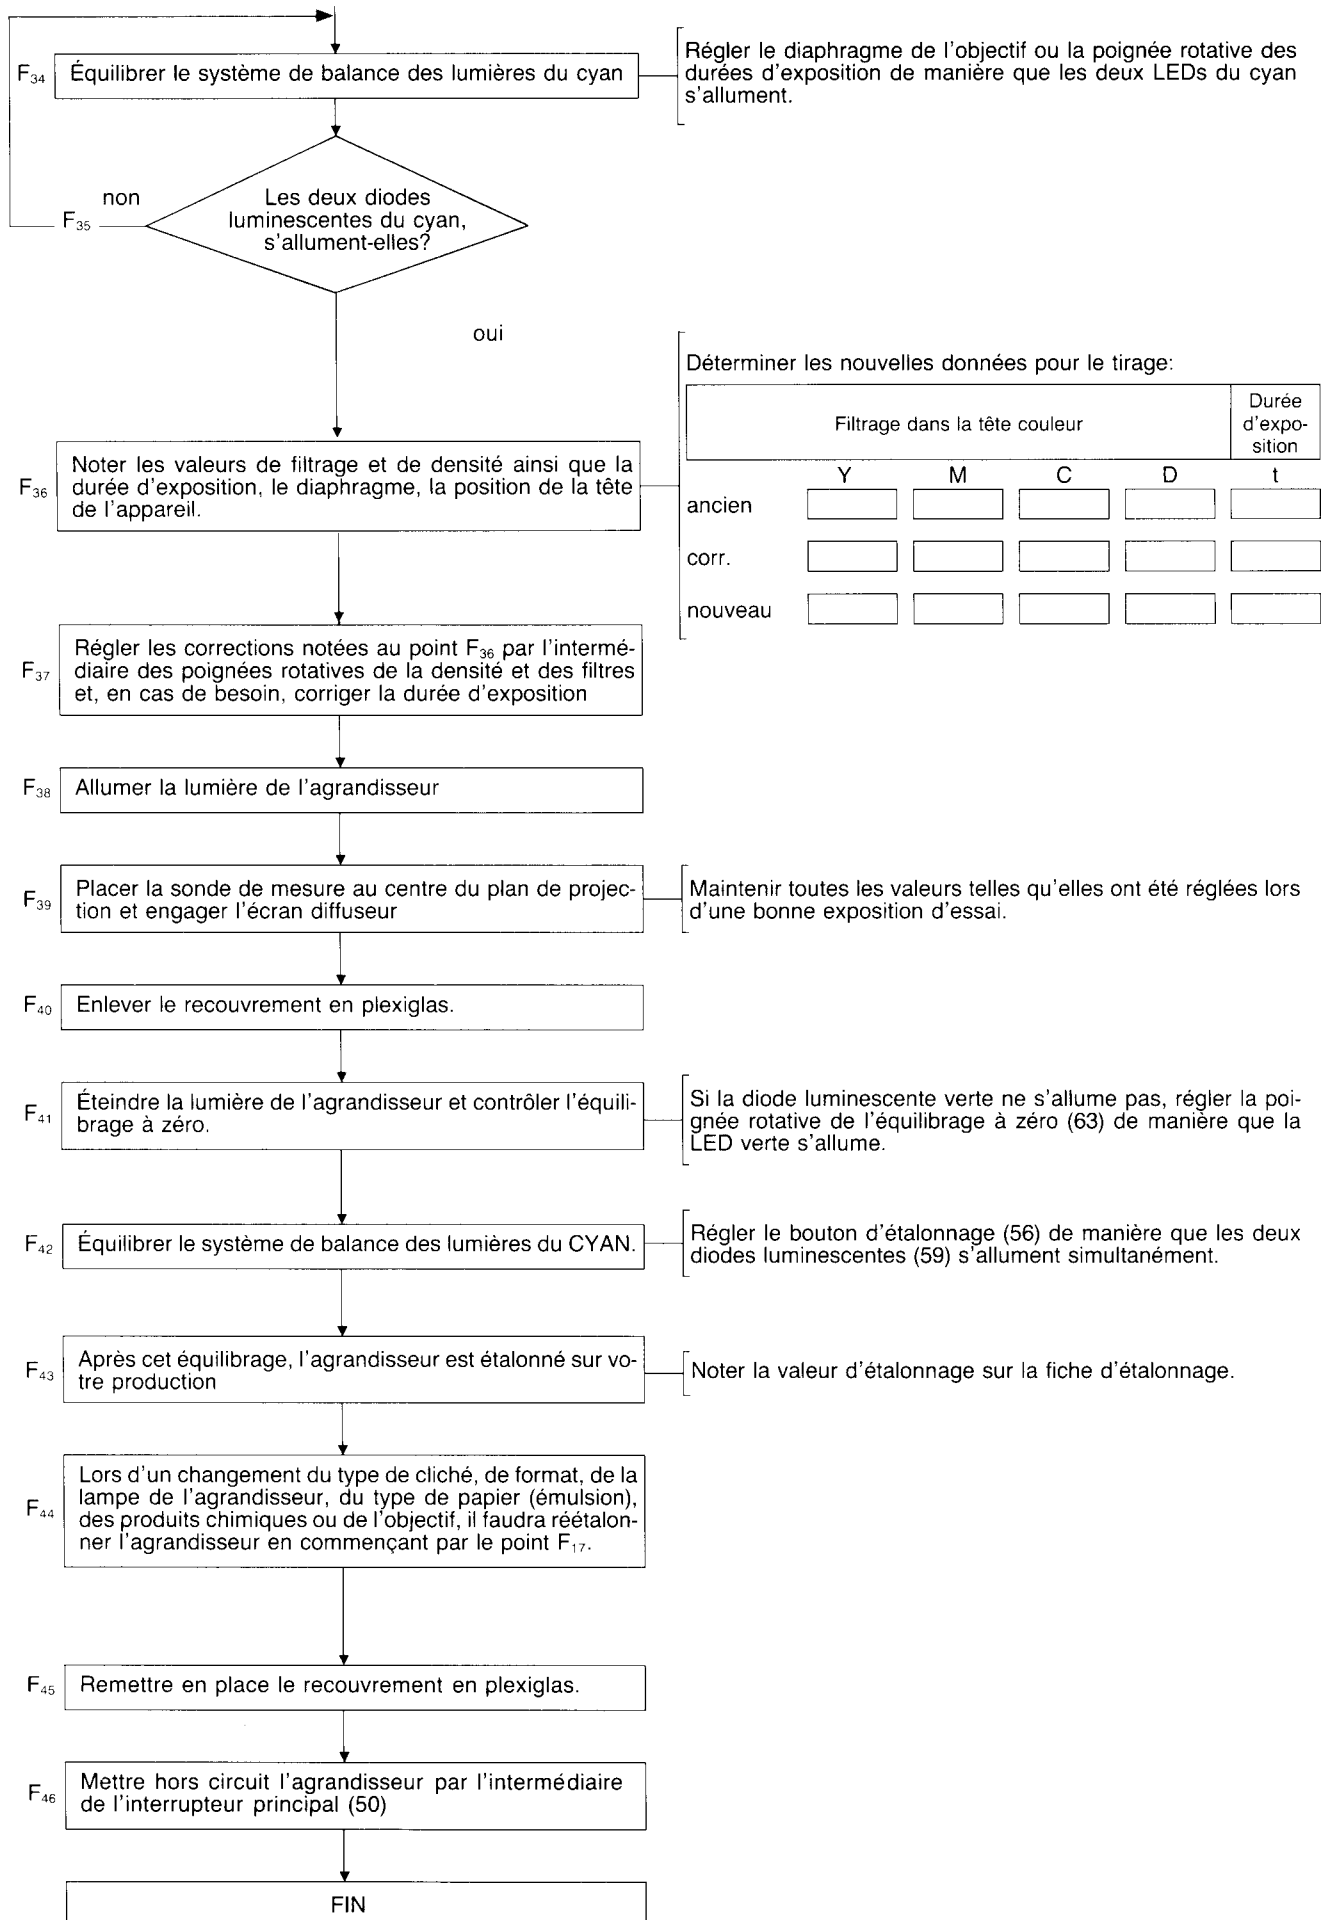 F34
Équilibrer le système de balance des lumières du cyan
Régler le diaphragme de l'objectif ou la poignée rotative des
durées d'exposition de manière que les deux LEDs du cyan
s'allument.
non
F35
Les deux diodes
luminescentes du cyan,
s'allument-elles?
oui
Déterminer les nouvelles données pour le tirage:
Filtrage dans la tête couleur
Durée
d'expo-
sition
Y M C D t
ancien
corr.
nouveau
F36
Noter les valeurs de filtrage et de densité ainsi que la
durée d'exposition, le diaphragme, la position de la tête
de l'appareil.
F37
Régler les corrections notées au point F36 par l'intermé-
diaire des poignées rotatives de la densité et des filtres
et, en cas de besoin, corriger la durée d'exposition
F38
Allumer la lumière de l'agrandisseur
F39
Placer la sonde de mesure au centre du plan de projec-
tion et engager l'écran diffuseur
Maintenir toutes les valeurs telles qu'elles ont été réglées lors
d'une bonne exposition d'essai.
F40
Enlever le recouvrement en plexiglas.
F41
Éteindre la lumière de l'agrandisseur et contrôler l'équili-
brage à zéro.
Si la diode luminescente verte ne s'allume pas, régler la poi-
gnée rotative de l'équilibrage à zéro (63) de manière que la
LED verte s'allume.
F42
Équilibrer le système de balance des lumières du CYAN.
Régler le bouton d'étalonnage (56) de manière que les deux
diodes luminescentes (59) s'allument simultanément.
F43
Après cet équilibrage, l'agrandisseur est étalonné sur vo-
tre production
Noter la valeur d'étalonnage sur la fiche d'étalonnage.
F44
Lors d'un changement du type de cliché, de format, de la
lampe de l'agrandisseur, du type de papier (émulsion),
des produits chimiques ou de l'objectif, il faudra réétalon-
ner l'agrandisseur en commençant par le point F17.
F45
Remettre en place le recouvrement en plexiglas.
F46
Mettre hors circuit l'agrandisseur par l'intermédiaire
de l'interrupteur principal (50)
FIN